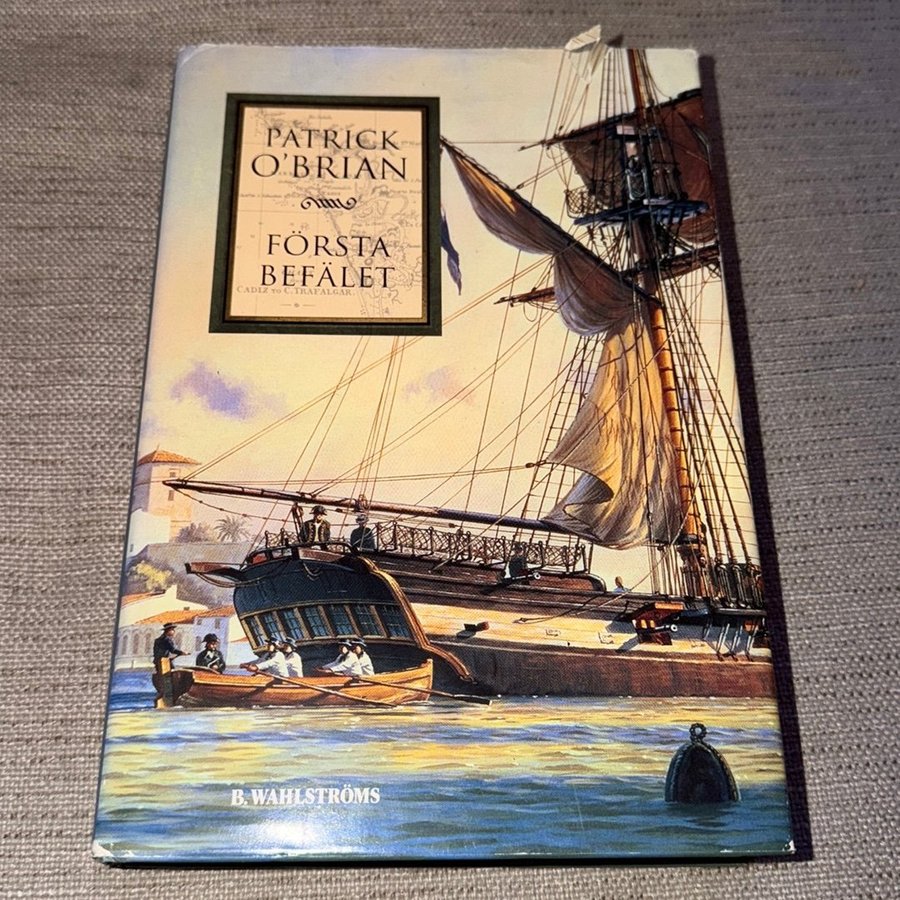 PATRICK
O'BRIAN
FÖRSTA
BEFÄLET
CADIZ TO C. TRAFALGAR.
B. WAHLSTRÖMS